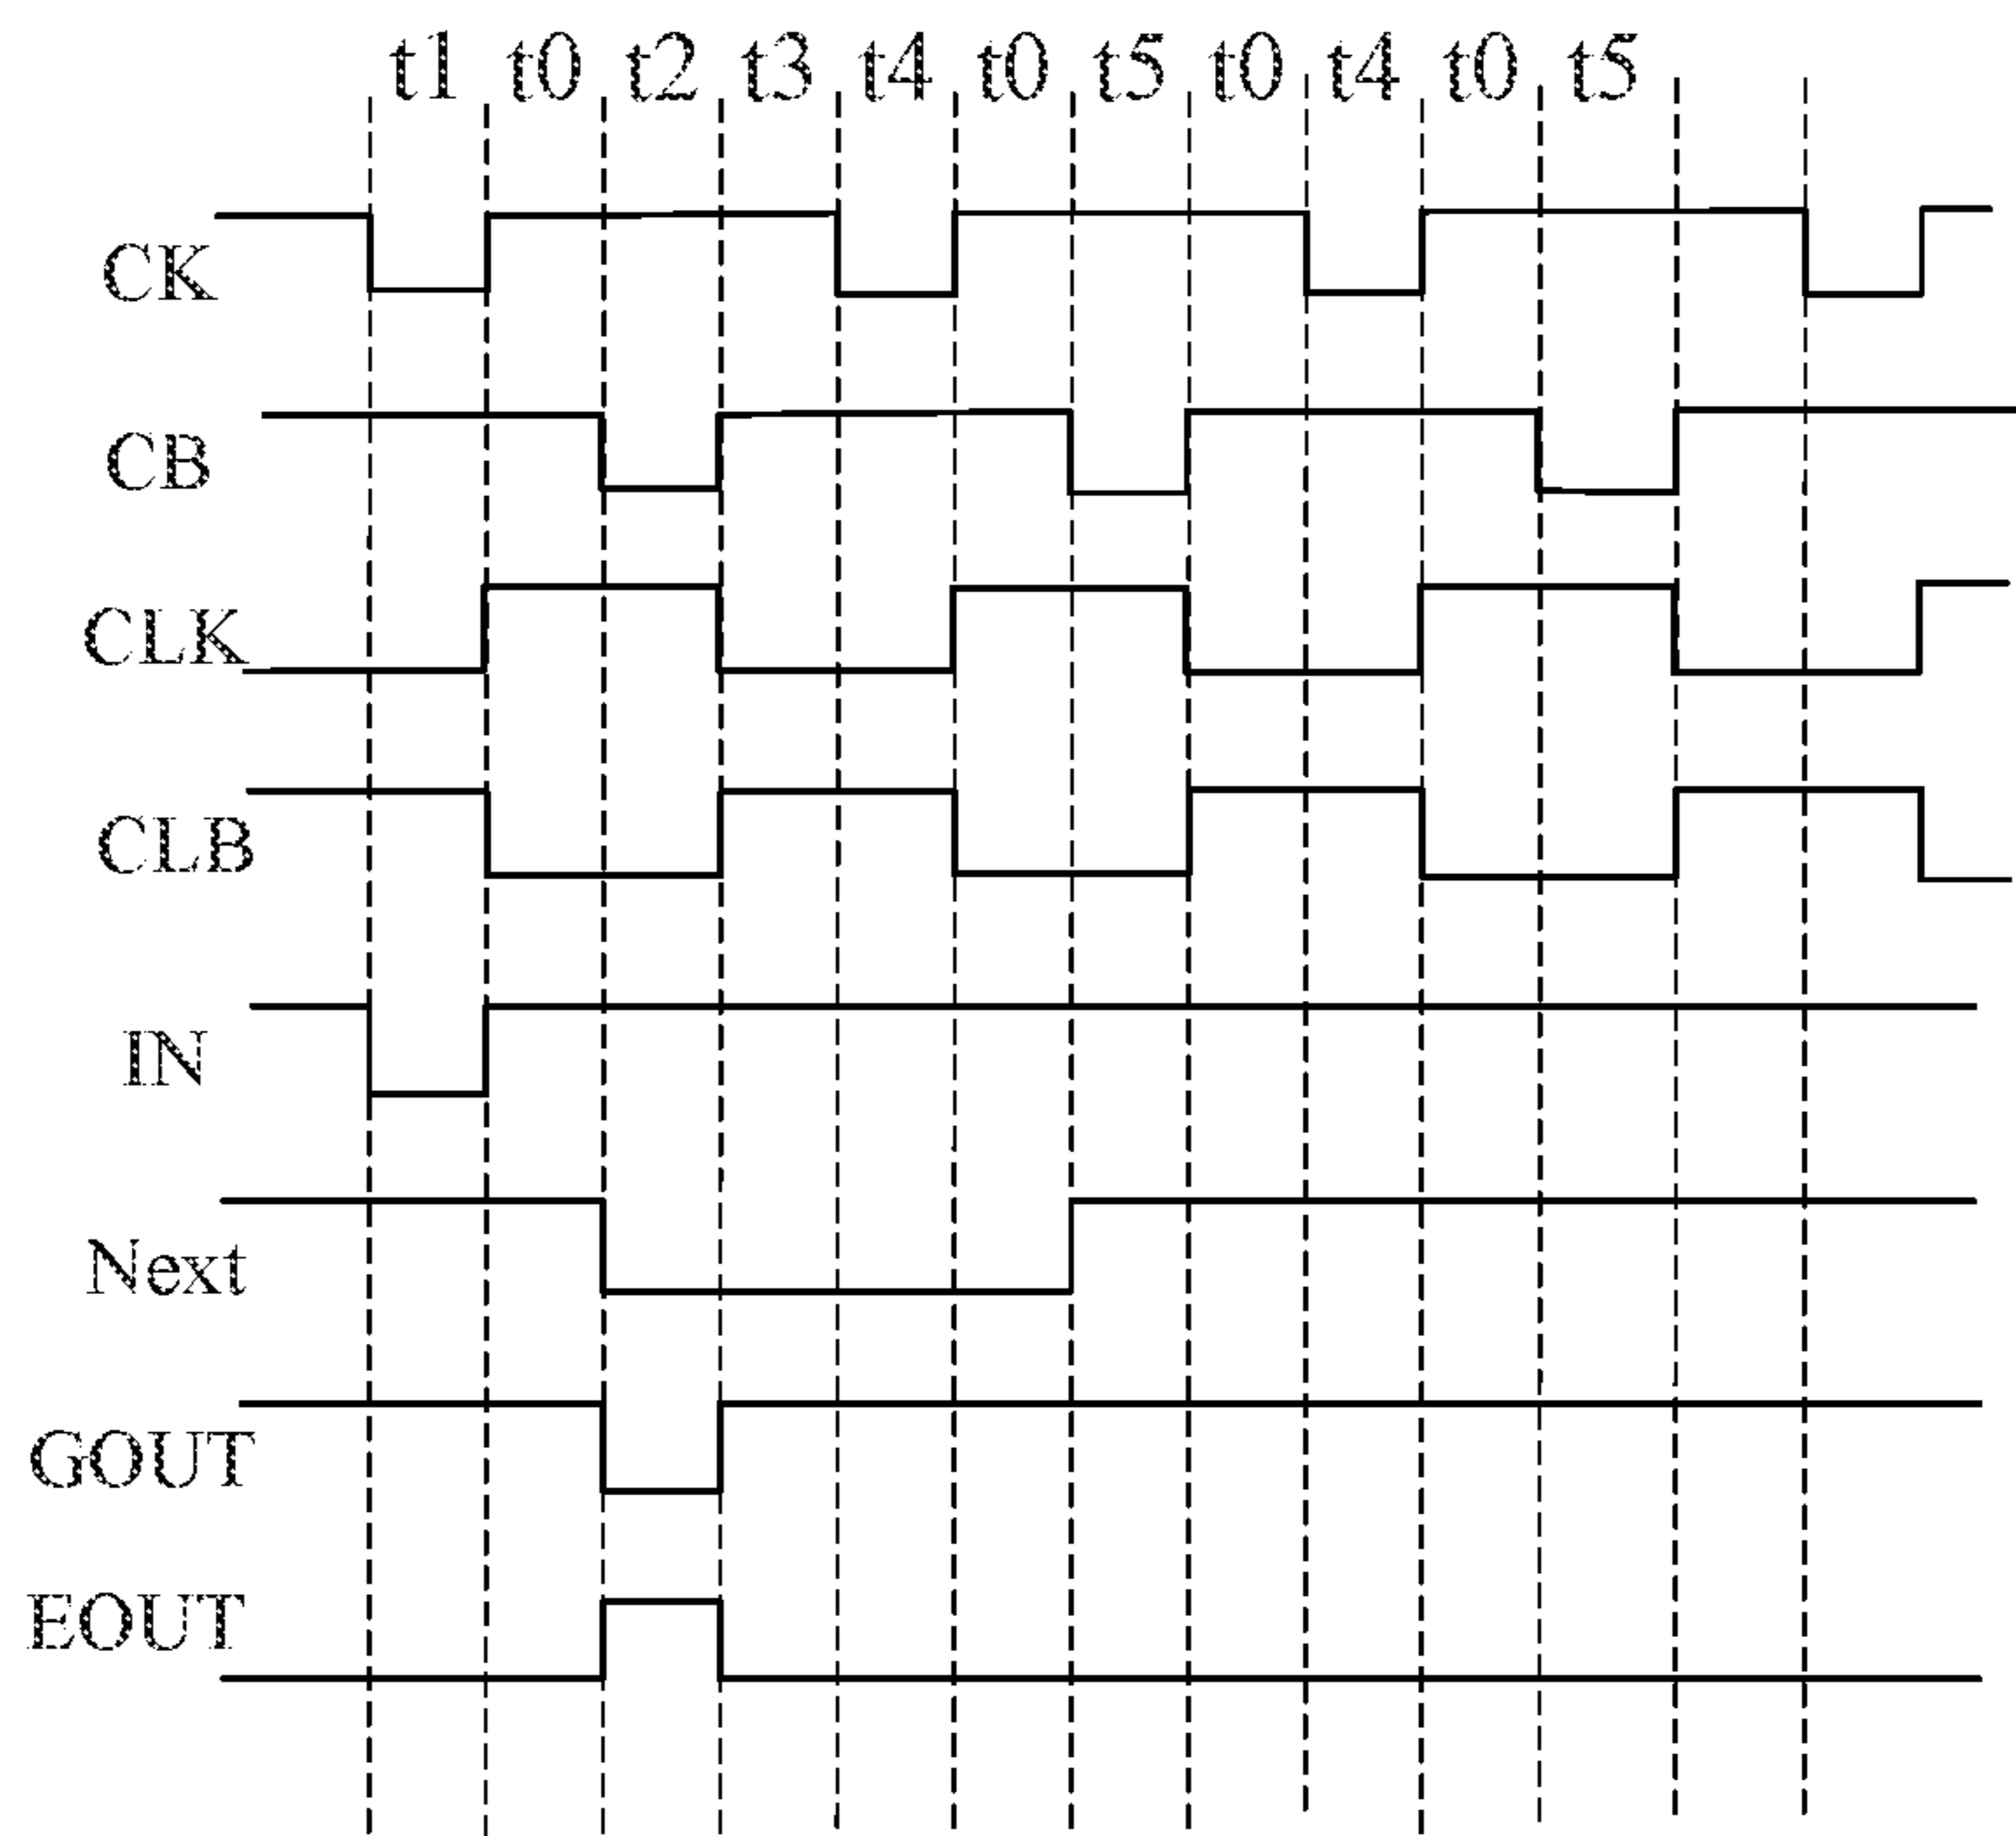 t1 t0 t2 t3 t4 t0 t5 t0 t4 t0 t5
CK
CB
CLK
CLB
IN
Next
GOUT
EOUT